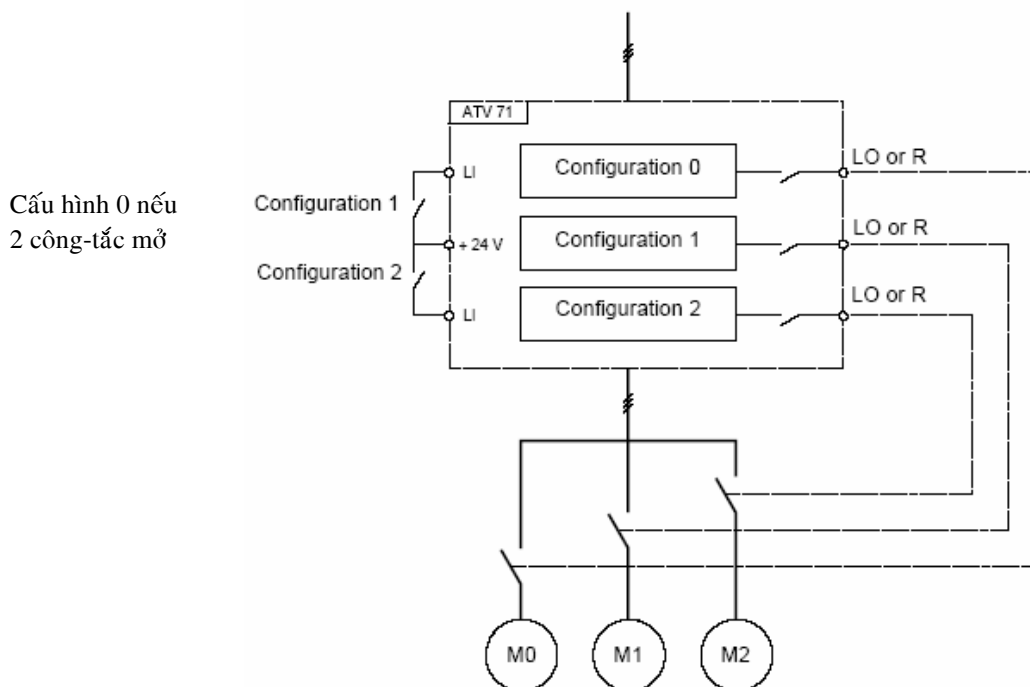 ATV 71
Configuration 0
LO or R
LI
Cấu hình 0 nếu
2 công-tắc mở
Configuration 1
+ 24 V
Configuration 1
LO or R
Configuration 2
LI
Configuration 2
LO or R
M0
M1
M2